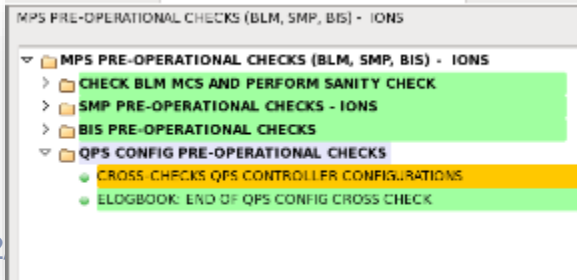 MPS PRE-OPERATIONAL CHECKS (BLM, SMP, BIS) - IONS
MPS PRE-OPERATIONAL CHECKS (BLM, SMP, BIS) - IONS
CHECK BLM MCS AND PERFORM SANITY CHECK
SMP PRE-OPERATIONAL CHECKS - IONS
BIS PRE-OPERATIONAL CHECKS
QPS CONFIG PRE-OPERATIONAL CHECKS
CROSS-CHECKS QPS CONTROLLER CONFIGURATIONS
ELOGBOOK: END OF QPS CONFIG CROSS CHECK